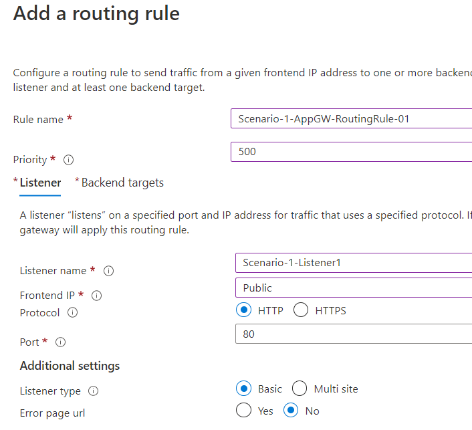 Add a routing rule
Configure a routing rule to send traffic from a given frontend IP address to one or more backend
listener and at least one backend target.
Rule name * Scenario-1-AppGW-RoutingRule-01
Priority * 500
* Listener * Backend targets
A listener "listens" on a specified port and IP address for traffic that uses a specified protocol. If
gateway will apply this routing rule.
Listener name * Scenario-1-Listener1
Frontend IP * Public
Protocol HTTP HTTPS
Port * 80
Additional settings
Listener type Basic Multi site
Error page url Yes No